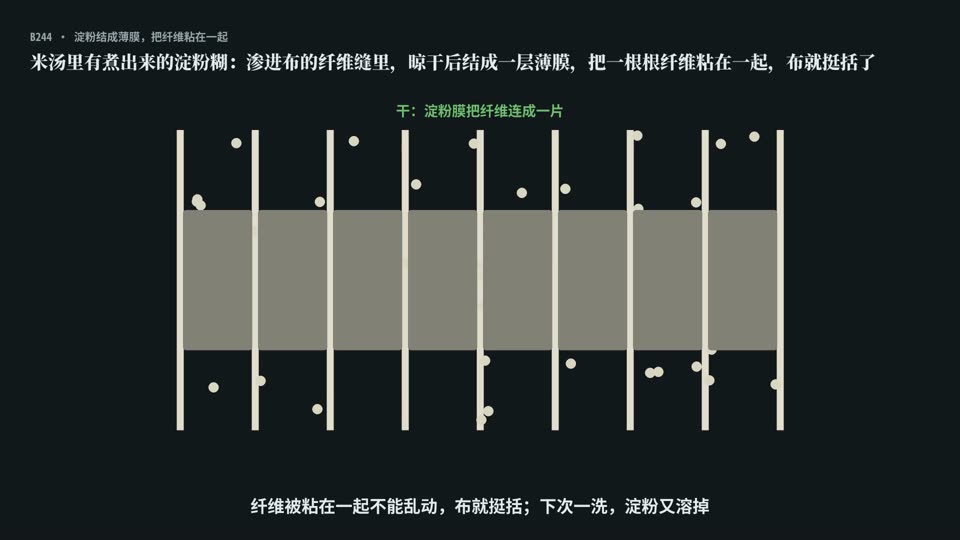 B244 · 淀粉结成薄膜，把纤维粘在一起
米汤里有煮出来的淀粉糊：渗进布的纤维缝里，晾干后结成一层薄膜，把一根根纤维粘在一起，布就挺括了
干：淀粉膜把纤维连成一片
纤维被粘在一起不能乱动，布就挺括；下次一洗，淀粉又溶掉